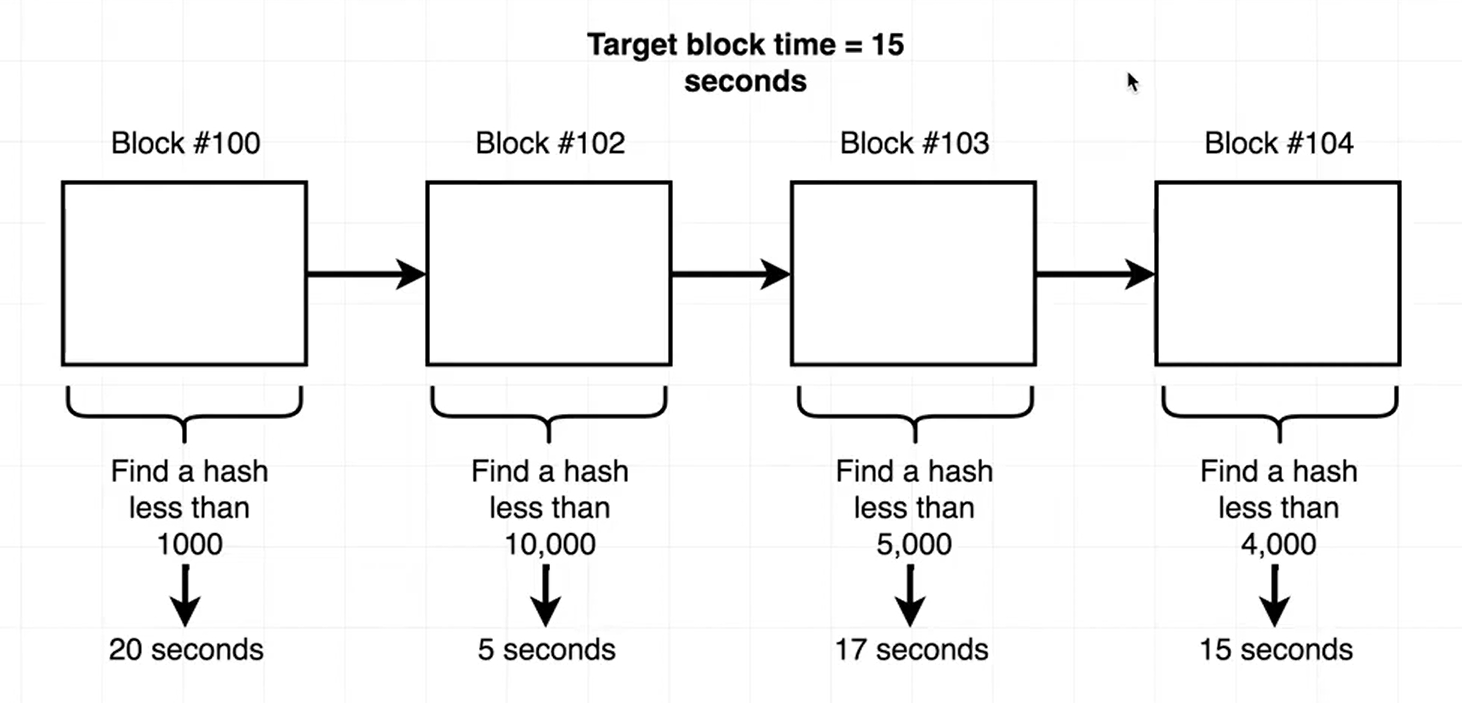 Target block time = 15
seconds
Block #100
Block #102
Block #103
Block #104
Find a hash
less than
1000
20 seconds
Find a hash
less than
10,000
5 seconds
Find a hash
less than
5,000
17 seconds
Find a hash
less than
4,000
15 seconds